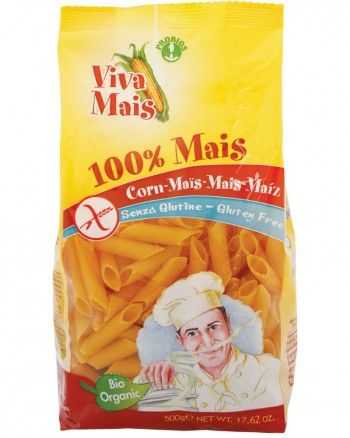 PROBIOS
Viva
Mais
100% Mais
Corn-Maïs-Mais-Maíz
Senza Glutine - Gluten Free
Bio
Organic
500g e NET WT. 17,62 OZ.